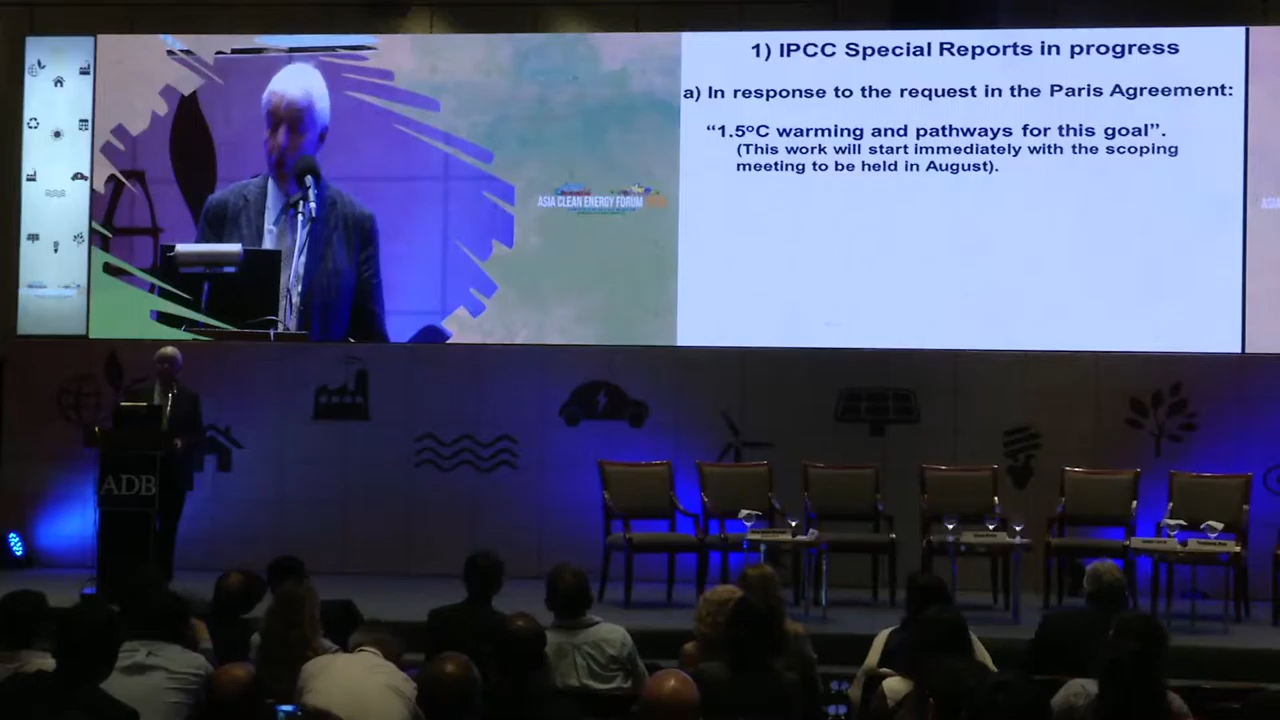 1) IPCC Special Reports in progress
a) In response to the request in the Paris Agreement:
“1.5°C warming and pathways for this goal”.
(This work will start immediately with the scoping
meeting to be held in August).
ASIA CLEAN ENERGY FORUM
ADB